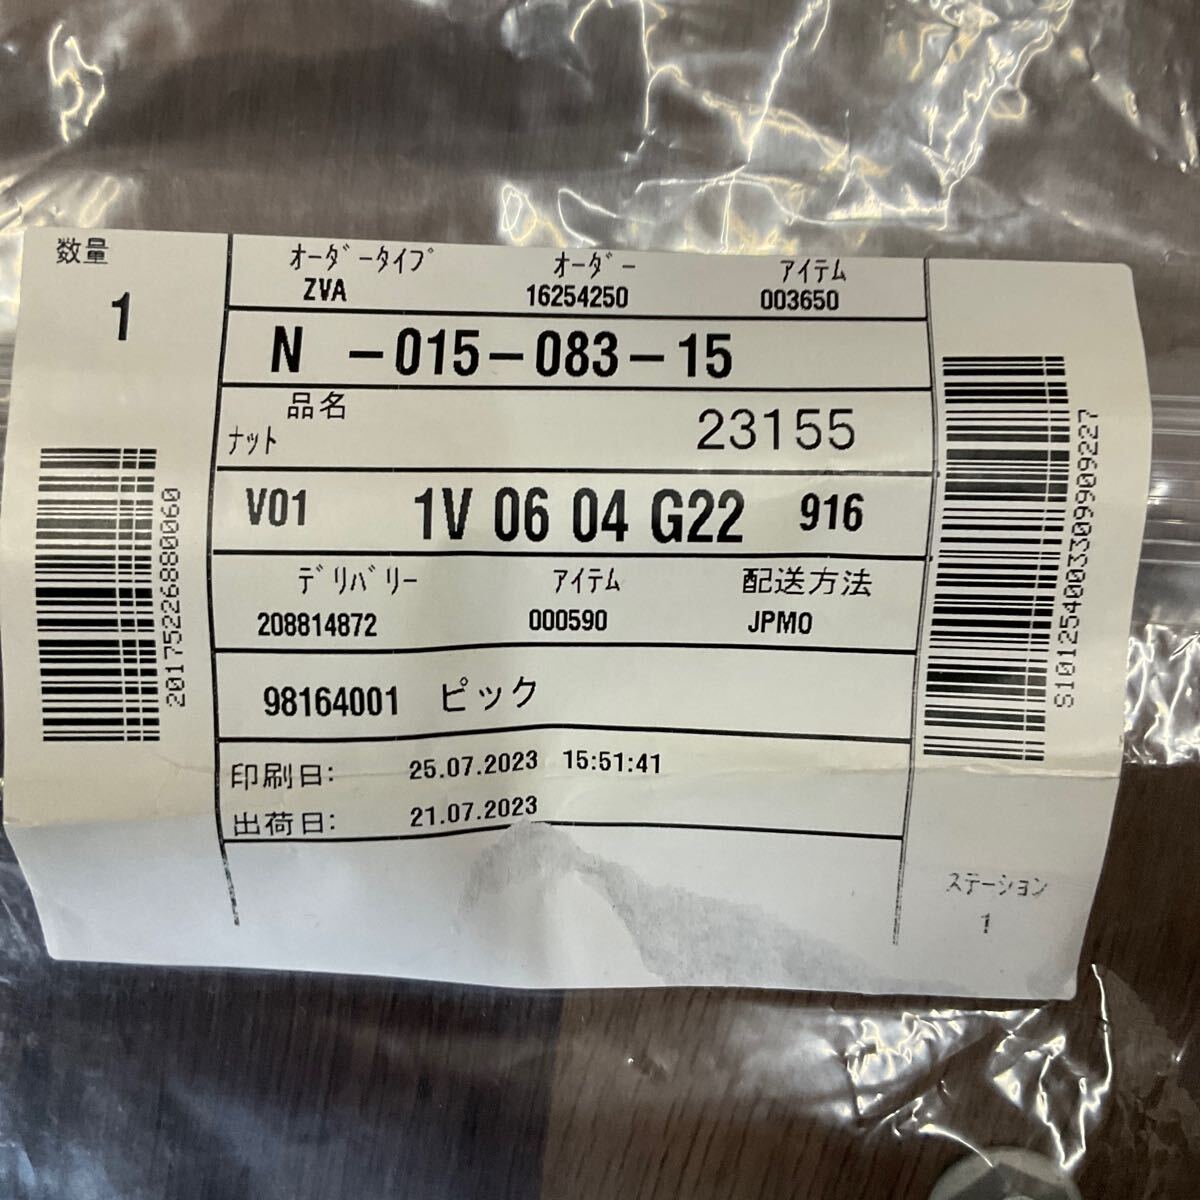 数量
1
20175226880060
ｵｰﾀﾞｰﾀｲﾌﾟ ｵｰﾀﾞｰ ｱｲﾃﾑ
ZVA 16254250 003650
N -015-083-15
品名
ﾅｯﾄ 23155
V01 1V 06 04 G22 916
ﾃﾞﾘﾊﾞﾘｰ ｱｲﾃﾑ 配送方法
208814872 000590 JPMO
98164001 ピック
印刷日: 25.07.2023 15:51:41
出荷日: 21.07.2023
S101254003309909227
ｽﾃｰｼｮﾝ
1